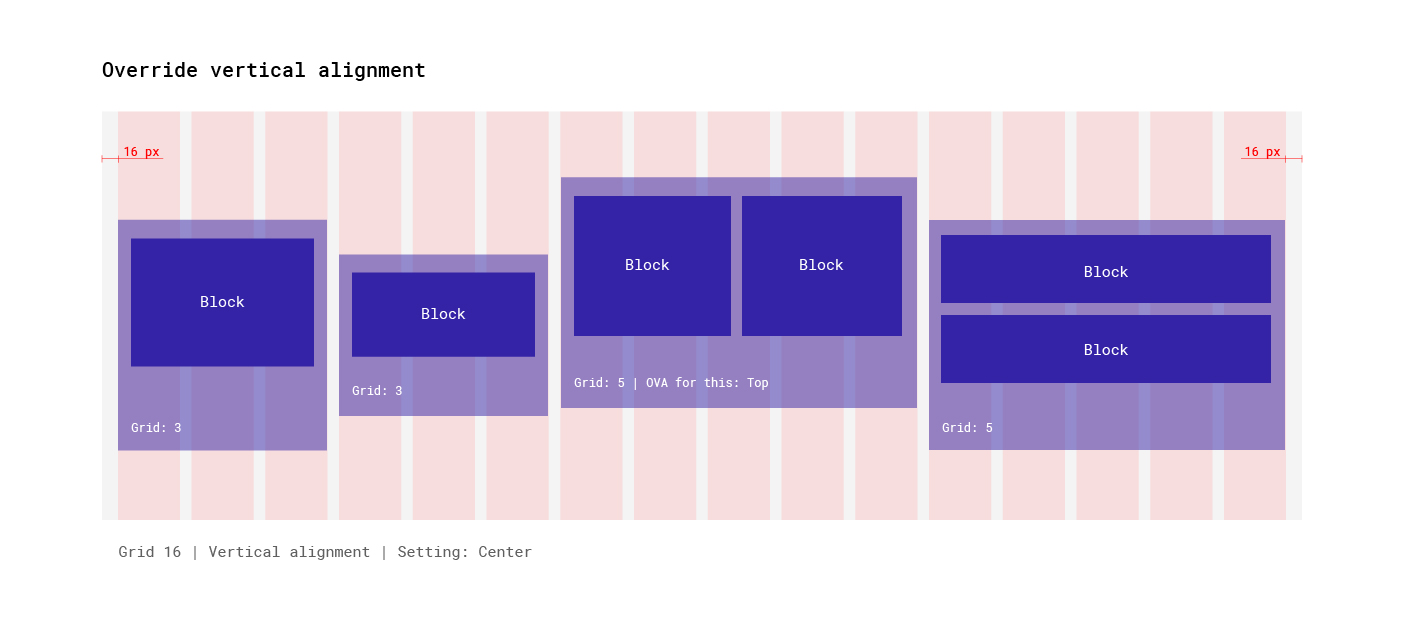 Override vertical alignment
16 px
16 px
Block
Grid: 3
Block
Grid: 3
Block
Block
Grid: 5 | OVA for this: Top
Block
Block
Grid: 5
Grid 16 | Vertical alignment | Setting: Center